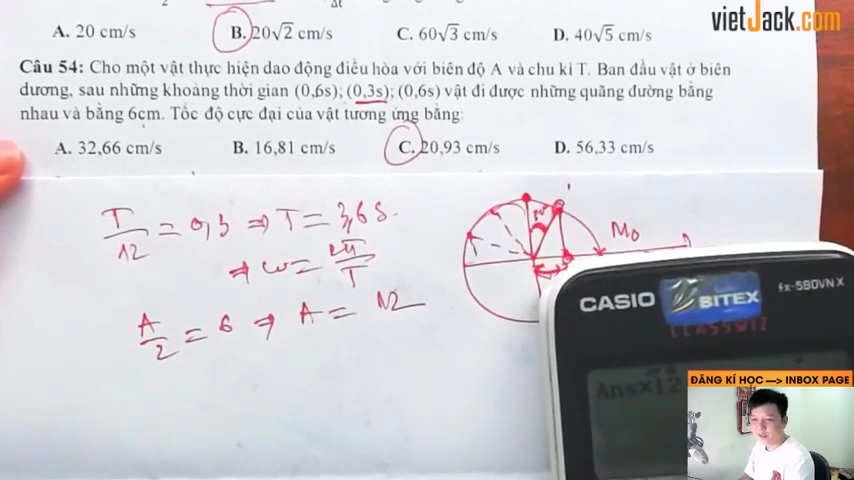 vietJack.com
Δt
A. 20 cm/s B. 20√2 cm/s C. 60√3 cm/s D. 40√5 cm/s
Câu 54: Cho một vật thực hiện dao động điều hòa với biên độ A và chu kì T. Ban đầu vật ở biên
dương, sau những khoảng thời gian (0,6s); (0,3s); (0,6s) vật đi được những quãng đường bằng
nhau và bằng 6cm. Tốc độ cực đại của vật tương ứng bằng:
A. 32,66 cm/s B. 16,81 cm/s C. 20,93 cm/s D. 56,33 cm/s
T/12 = 0,3 ⇒ T = 3,6s.
⇒ ω = 2π/T
A/2 = 6 ⇒ A = 12
30°
M₀
CASIO BITEX fx-580VN X
CLASSWIZ
Ans×12
ĐĂNG KÍ HỌC —> INBOX PAGE